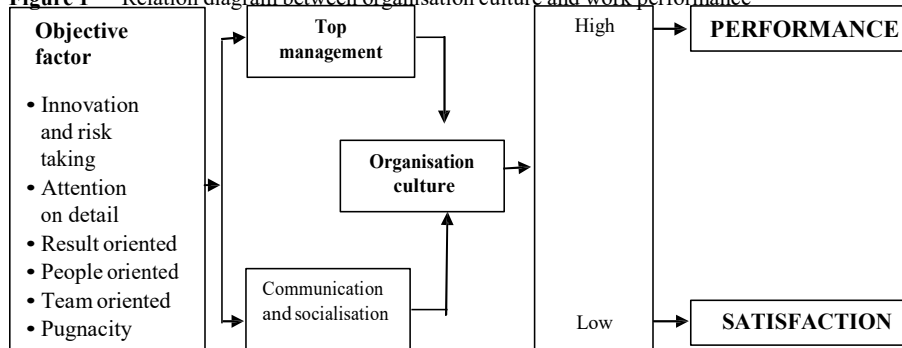 Figure 1 Relation diagram between organisation culture and work performance
Objective
factor
• Innovation
and risk
taking
• Attention
on detail
• Result oriented
• People oriented
• Team oriented
• Pugnacity
Top
management
Communication
and socialisation
Organisation
culture
High
Low
PERFORMANCE
SATISFACTION